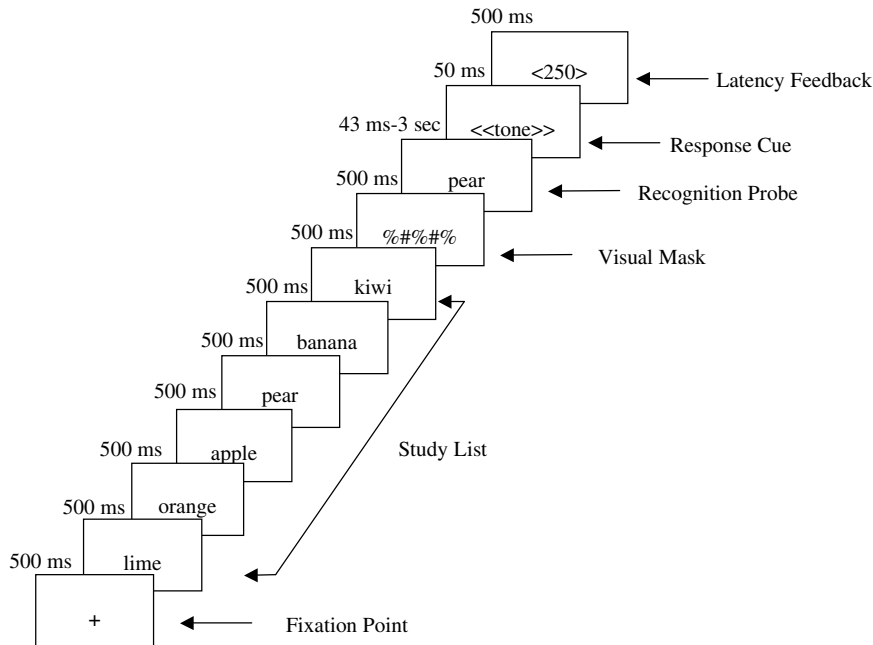 500 ms
<250>
Latency Feedback
50 ms
<<tone>>
Response Cue
43 ms-3 sec
pear
Recognition Probe
500 ms
%#%#%
Visual Mask
500 ms
kiwi
500 ms
banana
500 ms
pear
500 ms
apple
Study List
500 ms
orange
500 ms
lime
500 ms
+
Fixation Point